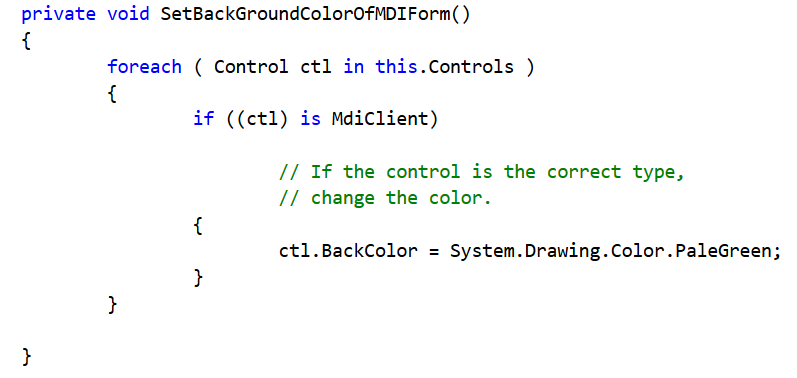 private void SetBackGroundColorOfMDIForm()
{
foreach ( Control ctl in this.Controls )
{
if ((ctl) is MdiClient)
// If the control is the correct type,
// change the color.
{
ctl.BackColor = System.Drawing.Color.PaleGreen;
}
}
}